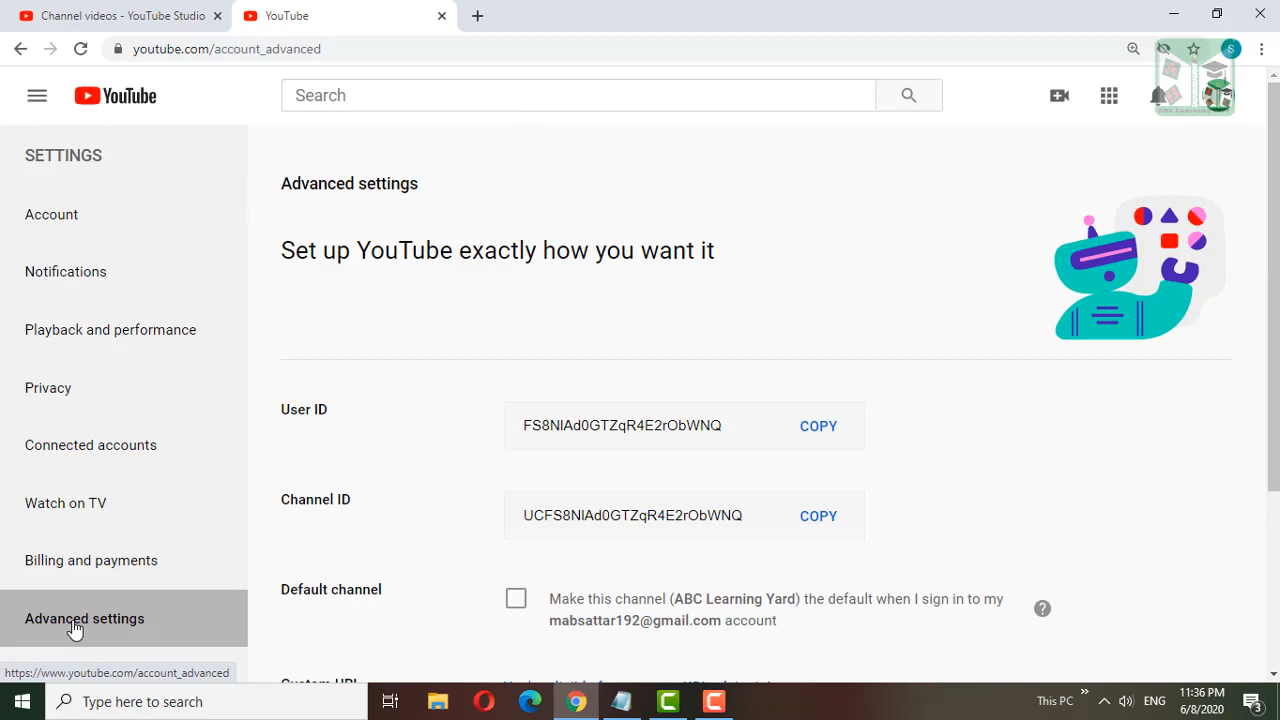 Channel videos - YouTube Studio
YouTube
youtube.com/account_advanced
S
YouTube
Search
SETTINGS
Account
Notifications
Playback and performance
Privacy
Connected accounts
Watch on TV
Billing and payments
Advanced settings
https://www.youtube.com/account_advanced
Advanced settings
Set up YouTube exactly how you want it
User ID
FS8NlAd0GTZqR4E2rObWNQ
COPY
Channel ID
UCFS8NlAd0GTZqR4E2rObWNQ
COPY
Default channel
Make this channel (ABC Learning Yard) the default when I sign in to my
mabsattar192@gmail.com account
Type here to search
This PC
ENG
11:36 PM
6/8/2020
3